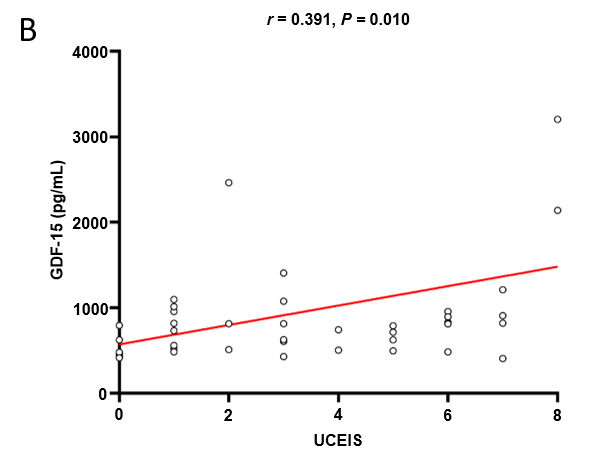 B
r = 0.391, P = 0.010
GDF-15 (pg/mL)
4000
3000
2000
1000
0
0 2 4 6 8
UCEIS